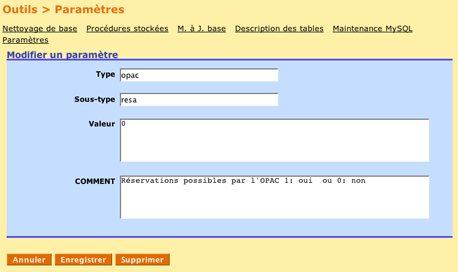 Outils > Paramètres
Nettoyage de base Procédures stockées M. à J. base Description des tables Maintenance MySQL
Paramètres
Modifier un paramètre
Type opac
Sous-type resa
Valeur 0
COMMENT Réservations possibles par l'OPAC 1: oui ou 0: non
Annuler Enregistrer Supprimer